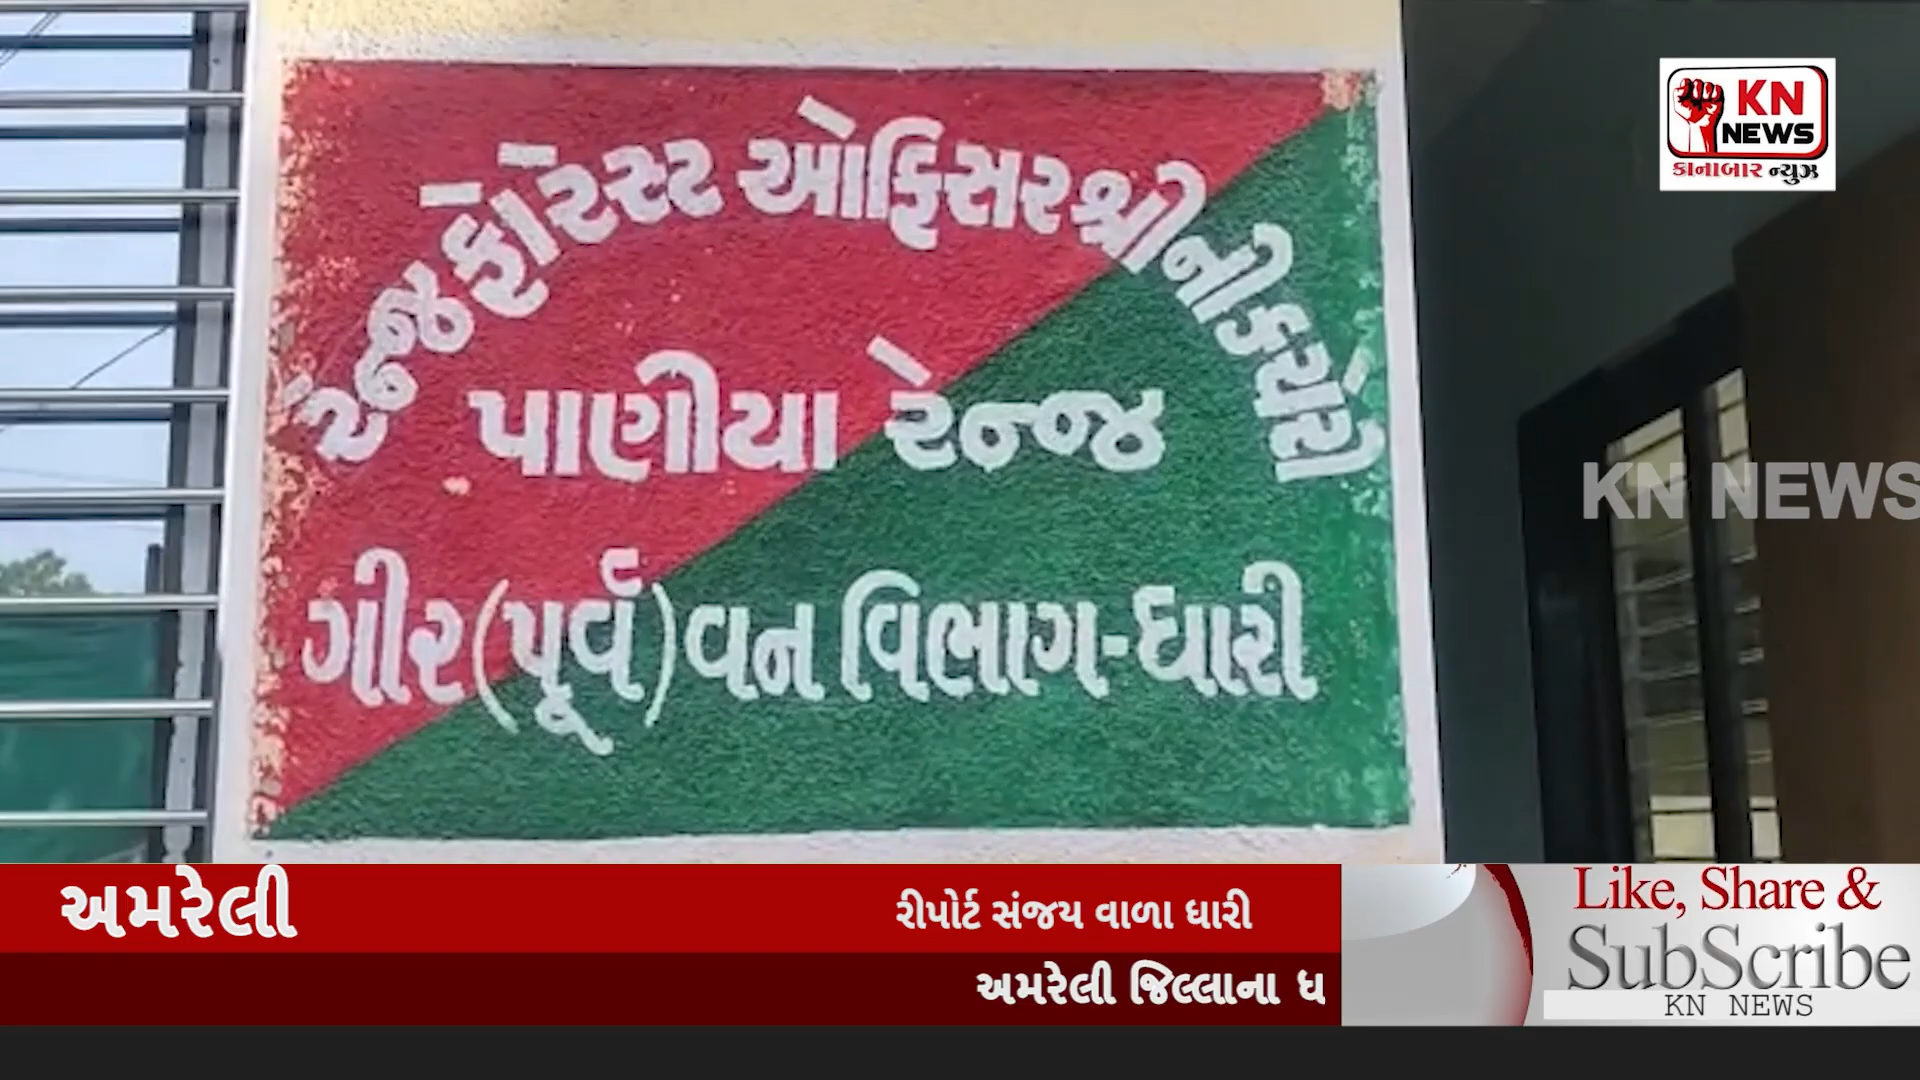 રેન્જ ફોરેસ્ટ ઓફિસરશ્રીની કચેરી
પાણીયા રેન્જ
ગીર(પૂર્વ)વન વિભાગ-ધારી
KN
NEWS
કાનાબાર ન્યુઝ
KN NEWS
અમરેલી
રીપોર્ટ સંજય વાળા ધારી
અમરેલી જિલ્લાના ધ
Like, Share &
SubScribe
KN NEWS